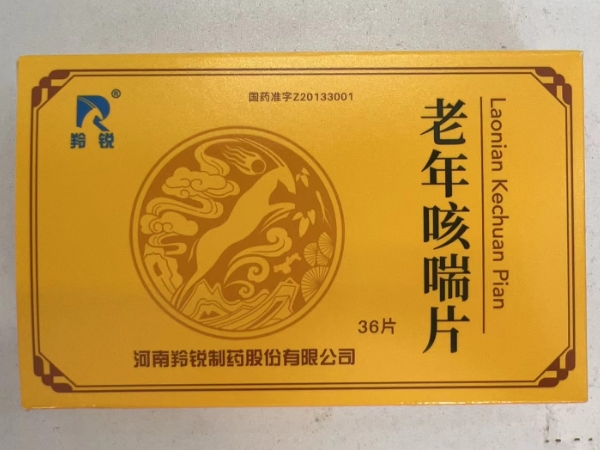 羚锐®
国药准字Z20133001
老年咳喘片
Laonian Kechuan Pian
36片
河南羚锐制药股份有限公司